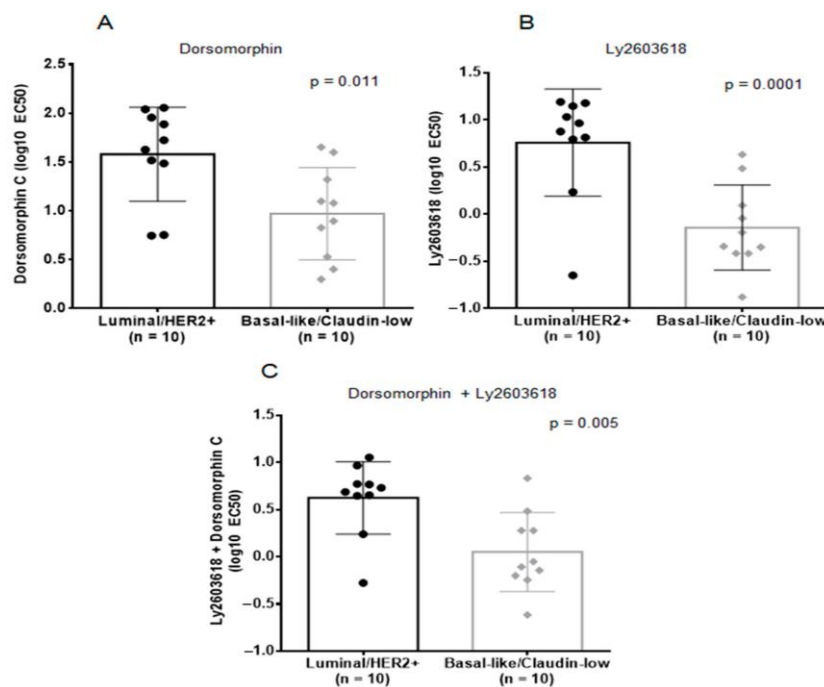 A
Dorsomorphin
p = 0.011
Dorsomorphin C (log10 EC50)
2.5
2.0
1.5
1.0
0.5
0.0
Luminal/HER2+
(n = 10)
Basal-like/Claudin-low
(n = 10)
B
Ly2603618
p = 0.0001
Ly2603618 (log10 EC50)
1.5
1.0
0.5
0.0
−0.5
−1.0
Luminal/HER2+
(n = 10)
Basal-like/Claudin-low
(n = 10)
C
Dorsomorphin + Ly2603618
p = 0.005
Ly2603618 + Dorsomorphin C
(log10 EC50)
1.5
1.0
0.5
0.0
−0.5
−1.0
Luminal/HER2+
(n = 10)
Basal-like/Claudin-low
(n = 10)